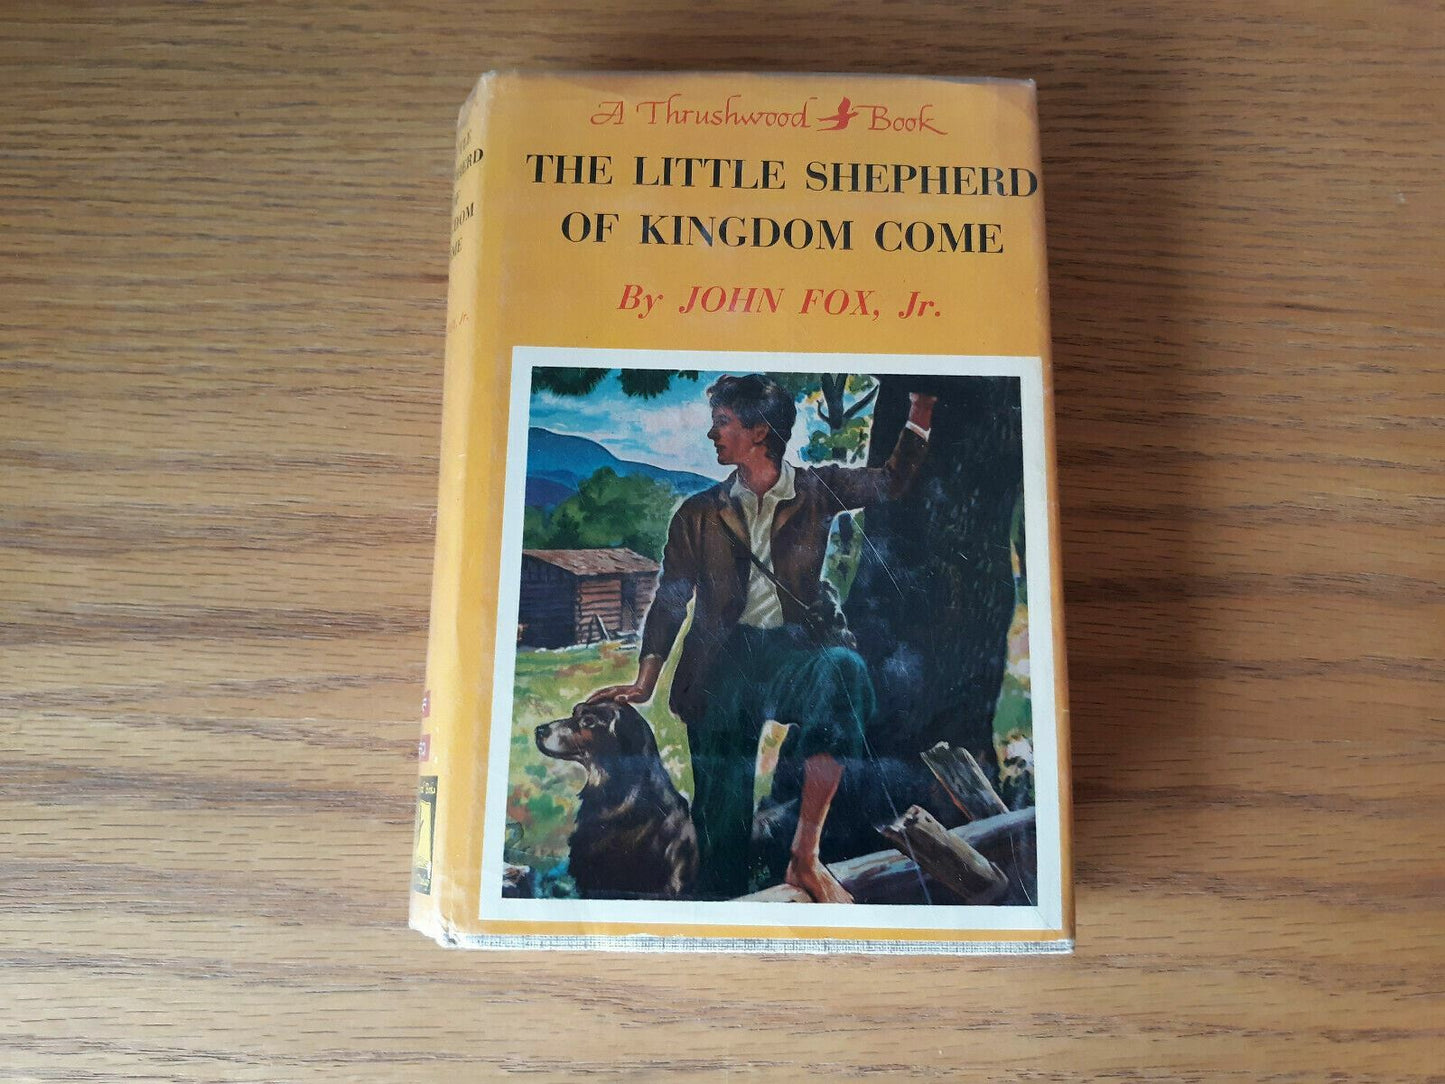 A Thrushwood Book
THE LITTLE SHEPHERD
OF KINGDOM COME
By JOHN FOX, Jr.